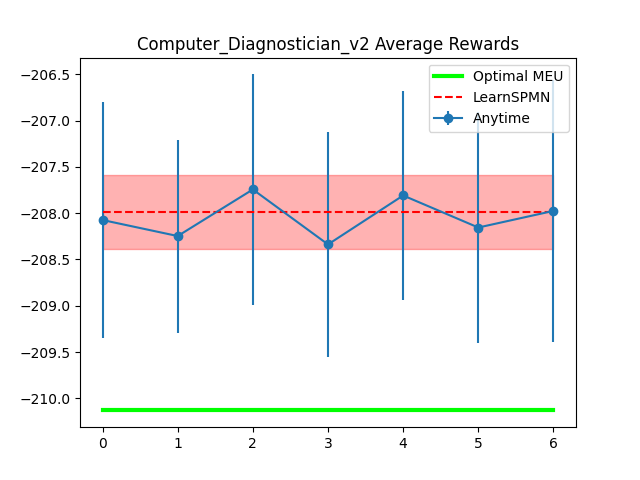 Computer_Diagnostician_v2 Average Rewards
Optimal MEU
LearnSPMN
Anytime
−206.5
−207.0
−207.5
−208.0
−208.5
−209.0
−209.5
−210.0
0 1 2 3 4 5 6